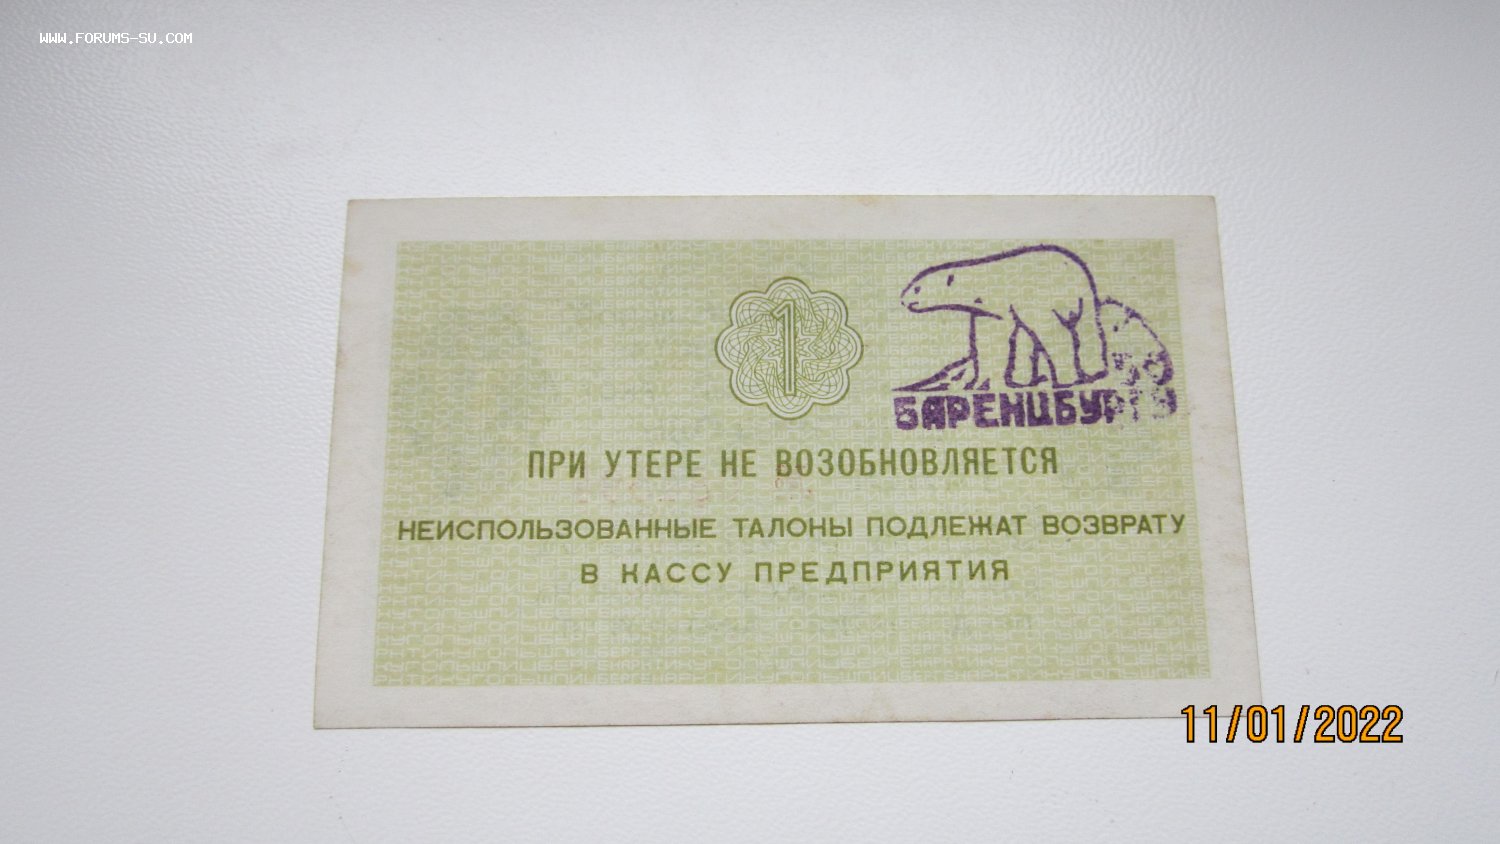 WWW.FORUMS-SU.COM
1
БАРЕНЦБУРГ
ПРИ УТЕРЕ НЕ ВОЗОБНОВЛЯЕТСЯ
НЕИСПОЛЬЗОВАННЫЕ ТАЛОНЫ ПОДЛЕЖАТ ВОЗВРАТУ
В КАССУ ПРЕДПРИЯТИЯ
11/01/2022